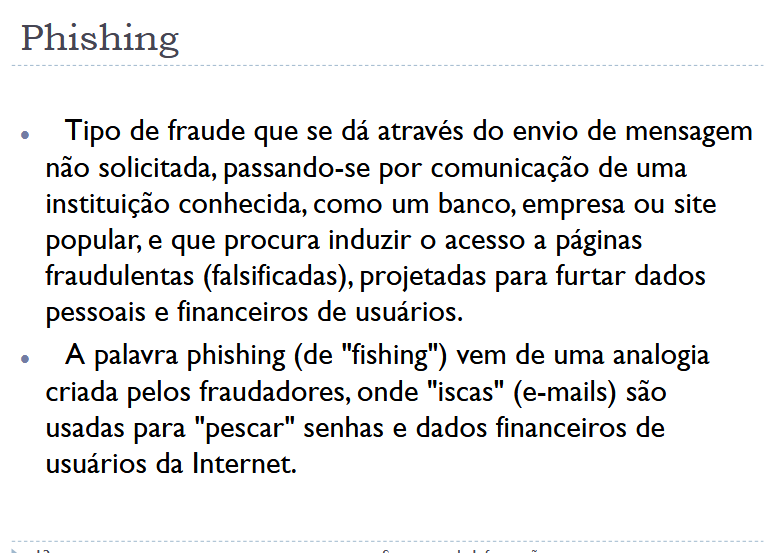 Phishing
Tipo de fraude que se dá através do envio de mensagem
não solicitada, passando-se por comunicação de uma
instituição conhecida, como um banco, empresa ou site
popular, e que procura induzir o acesso a páginas
fraudulentas (falsificadas), projetadas para furtar dados
pessoais e financeiros de usuários.
A palavra phishing (de "fishing") vem de uma analogia
criada pelos fraudadores, onde "iscas" (e-mails) são
usadas para "pescar" senhas e dados financeiros de
usuários da Internet.